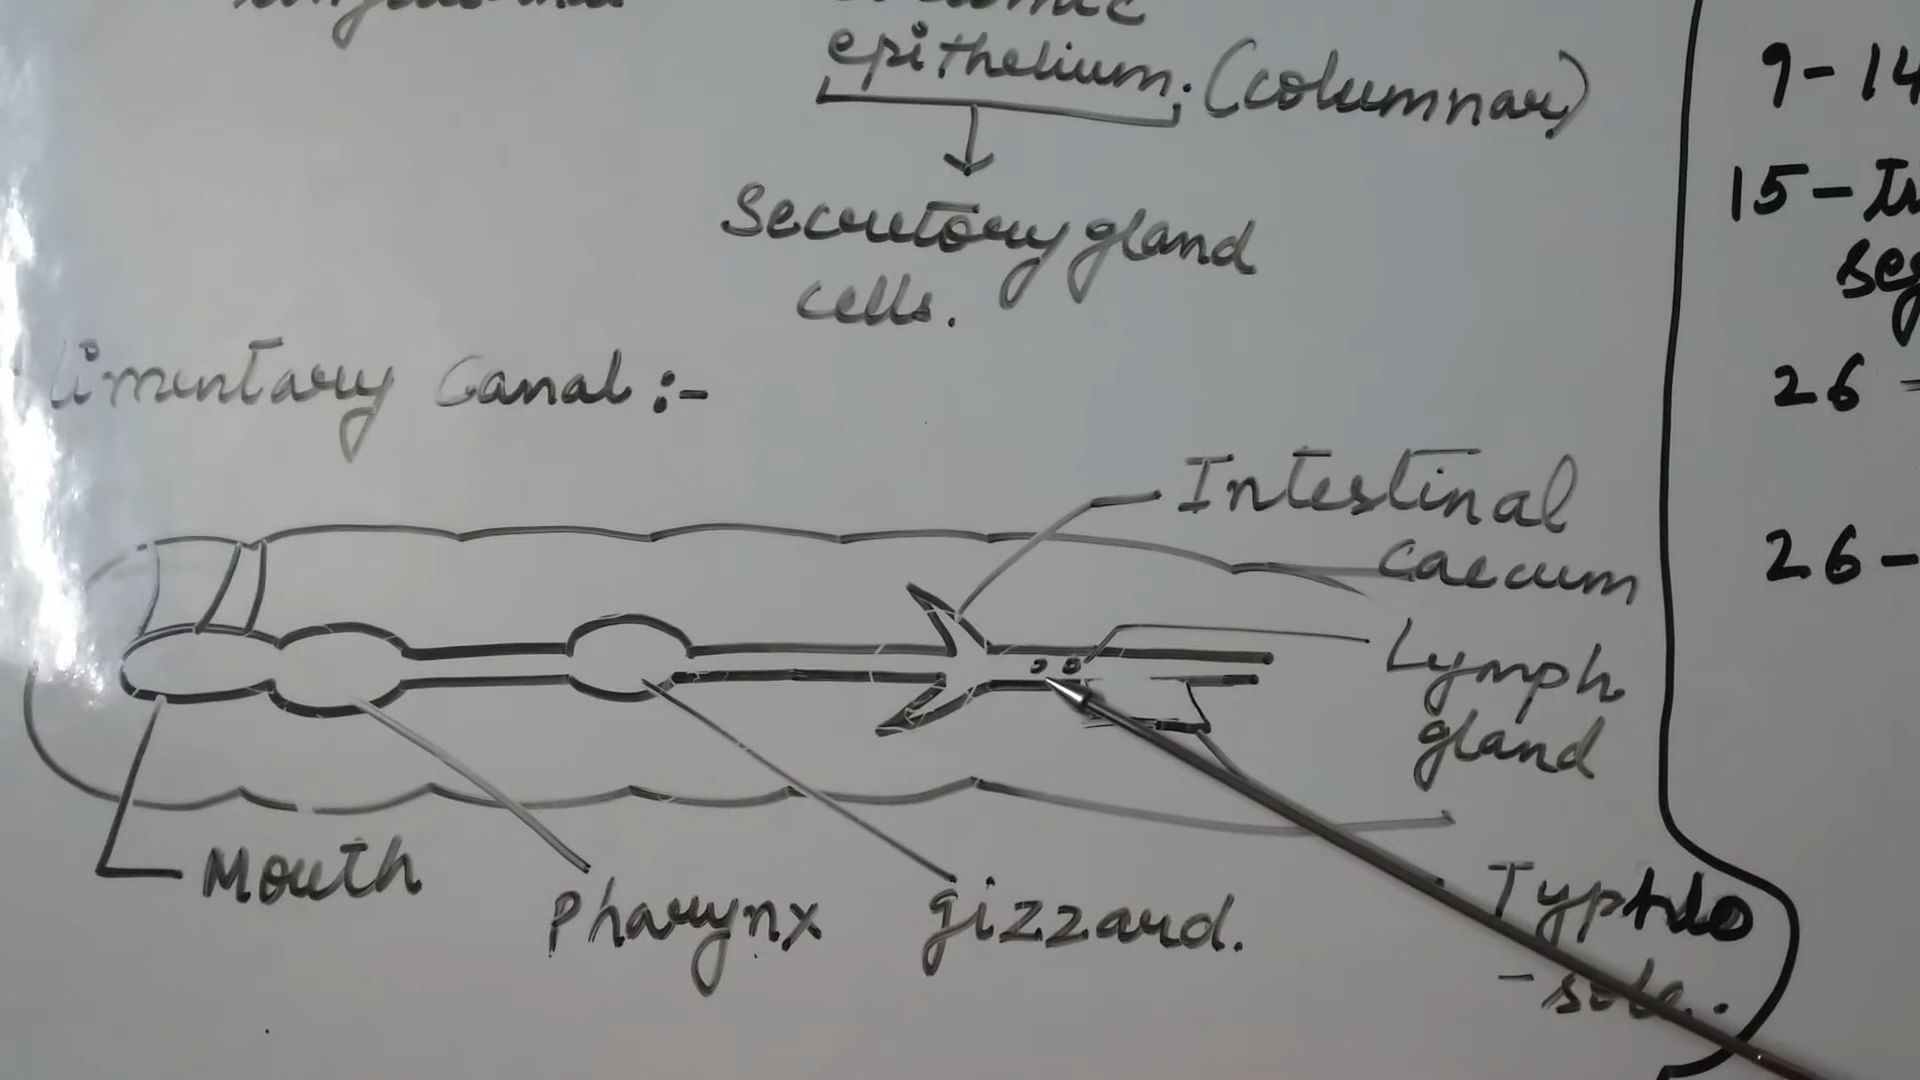 epithelium. (columnar)
Secretory gland
cells.
limentary Canal :-
Intestinal
caecum
Lymph
gland
Mouth
Pharynx
gizzard.
Typhlo
-sole.
9-14
15-
26
26-